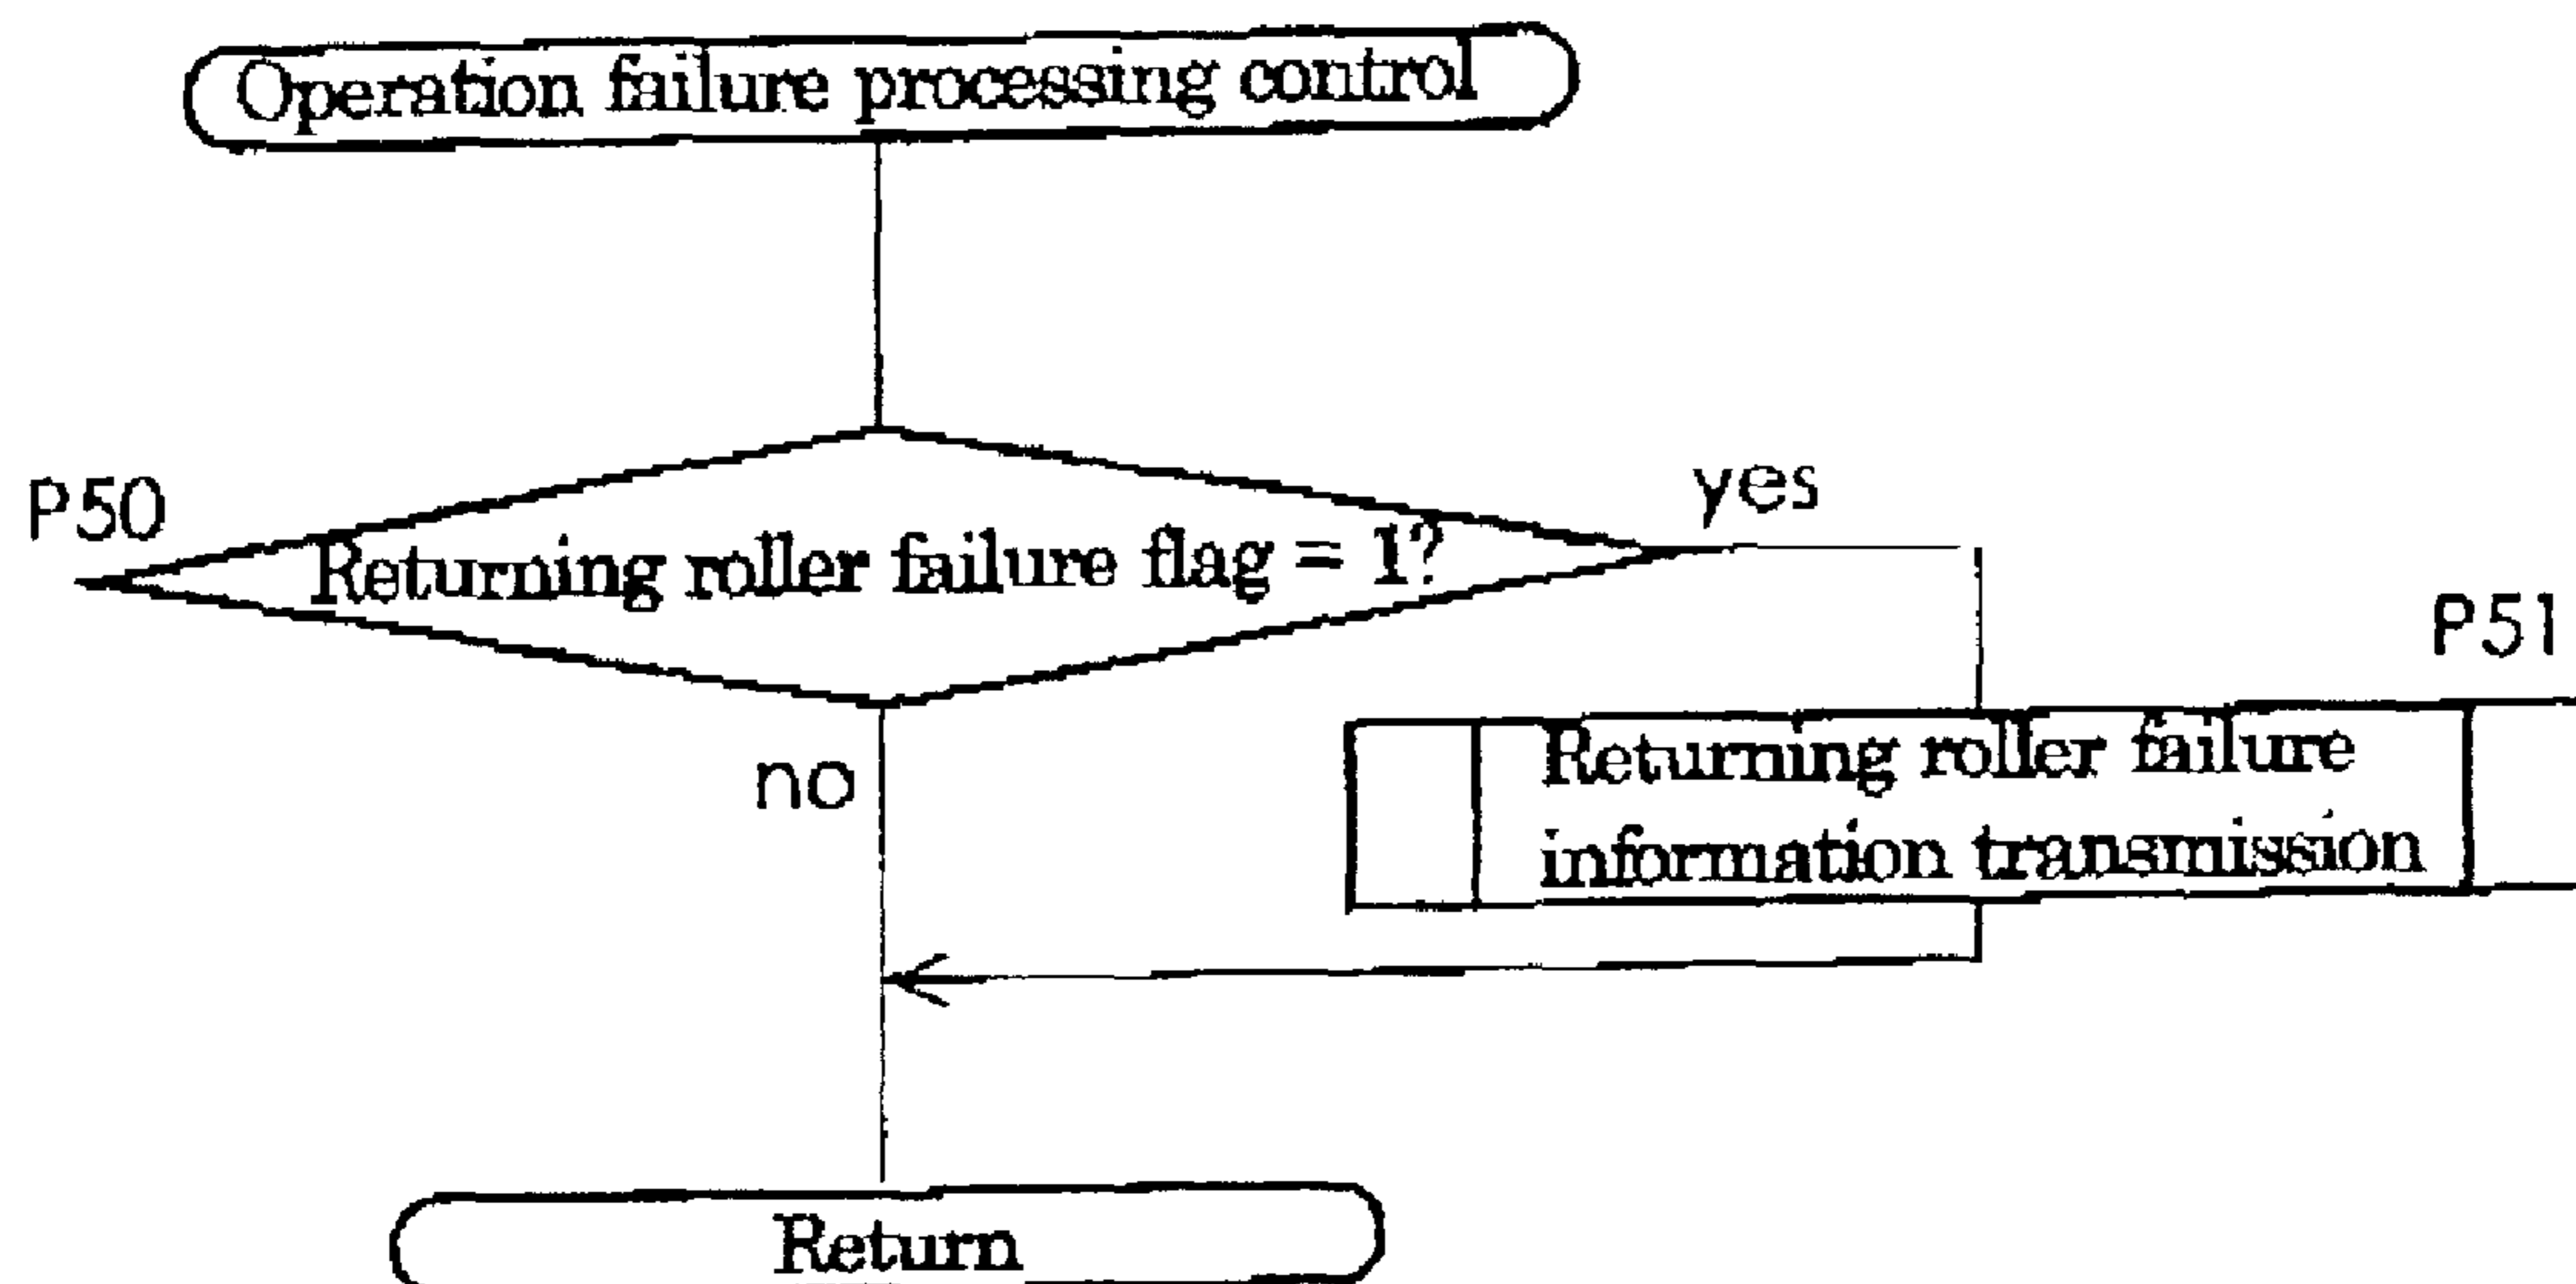 Operation failure processing control
P50
Returning roller failure flag = 1?
yes
P51
Returning roller failure
information transmission
no
Return